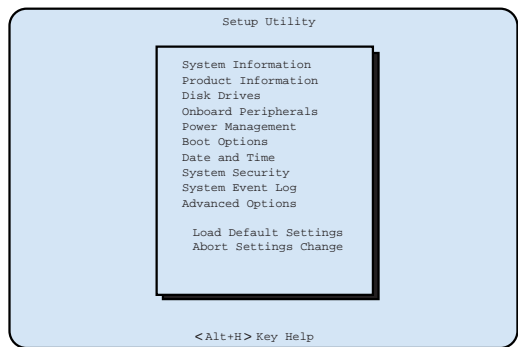 Setup Utility
System Information
Product Information
Disk Drives
Onboard Peripherals
Power Management
Boot Options
Date and Time
System Security
System Event Log
Advanced Options
Load Default Settings
Abort Settings Change
<Alt+H> Key Help